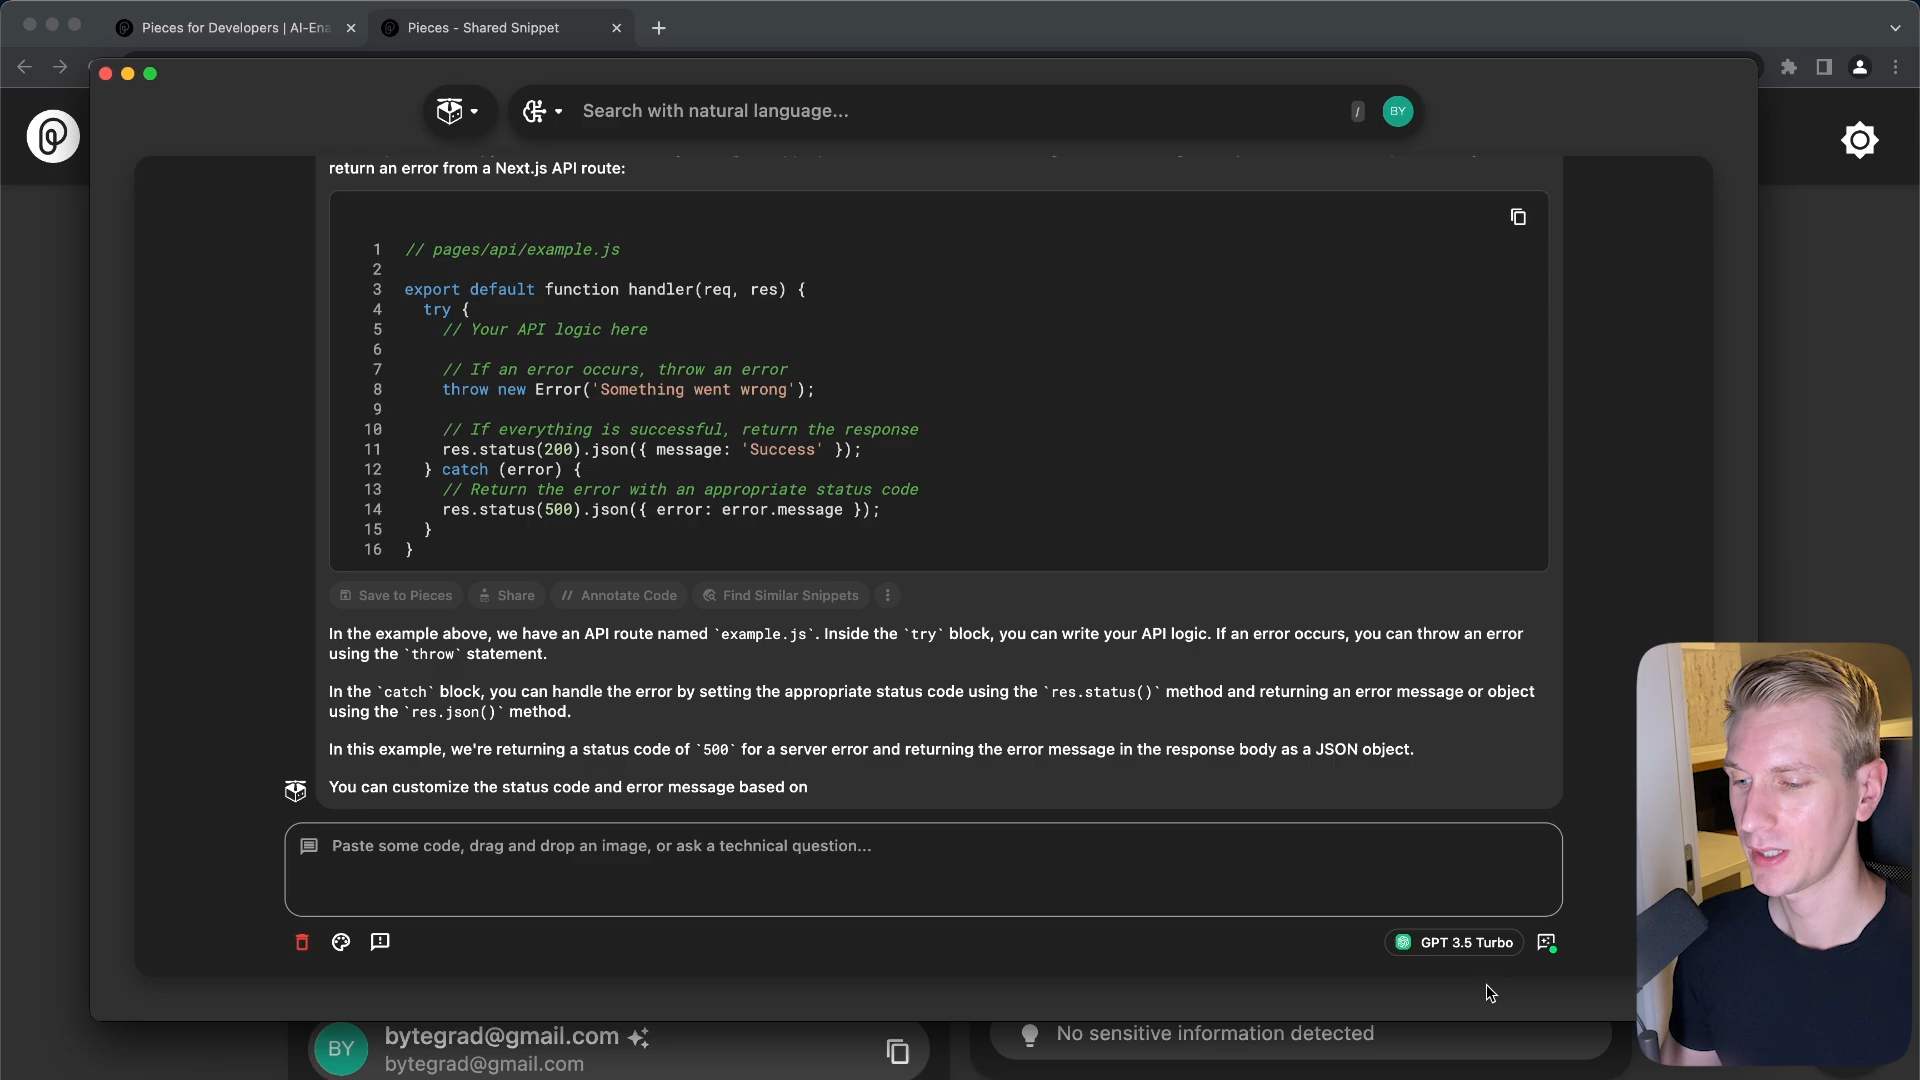 Pieces for Developers | AI-Ena
Pieces - Shared Snippet
Search with natural language...
/
BY
return an error from a Next.js API route:
1 // pages/api/example.js
2
3 export default function handler(req, res) {
4 try {
5 // Your API logic here
6
7 // If an error occurs, throw an error
8 throw new Error('Something went wrong');
9
10 // If everything is successful, return the response
11 res.status(200).json({ message: 'Success' });
12 } catch (error) {
13 // Return the error with an appropriate status code
14 res.status(500).json({ error: error.message });
15 }
16 }
Save to Pieces
Share
// Annotate Code
Find Similar Snippets
In the example above, we have an API route named `example.js`. Inside the `try` block, you can write your API logic. If an error occurs, you can throw an error
using the `throw` statement.
In the `catch` block, you can handle the error by setting the appropriate status code using the `res.status()` method and returning an error message or object
using the `res.json()` method.
In this example, we're returning a status code of `500` for a server error and returning the error message in the response body as a JSON object.
You can customize the status code and error message based on
Paste some code, drag and drop an image, or ask a technical question...
GPT 3.5 Turbo
BY
bytegrad@gmail.com
bytegrad@gmail.com
No sensitive information detected